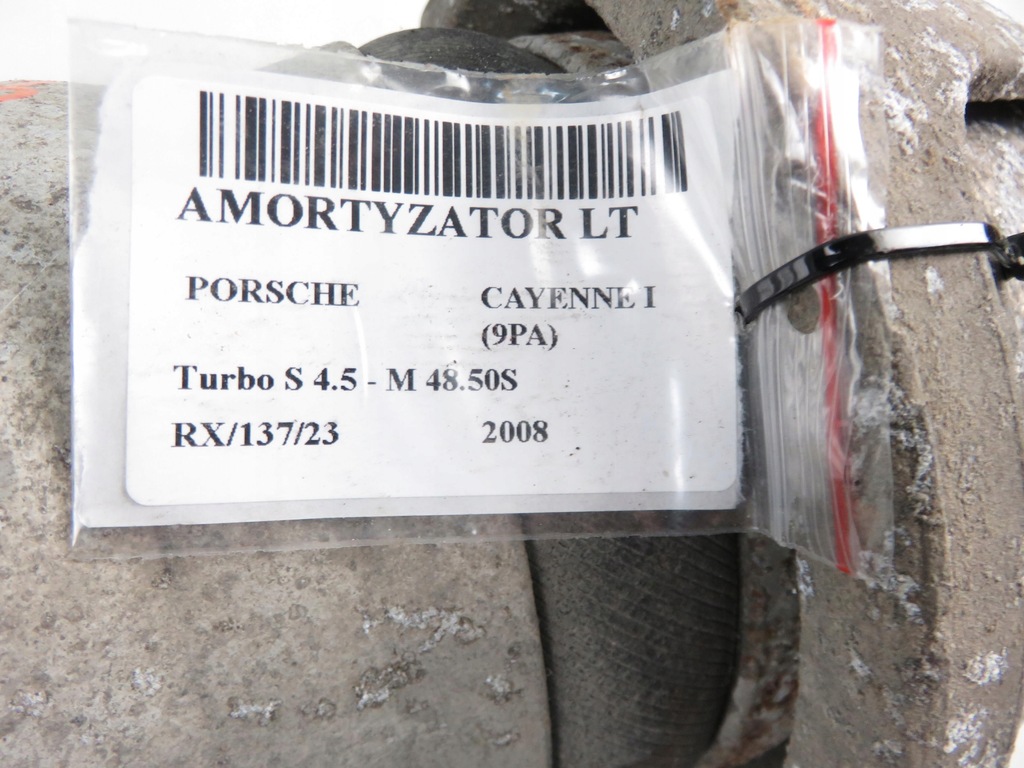 AMORTYZATOR LT
PORSCHE CAYENNE I
(9PA)
Turbo S 4.5 - M 48.50S
RX/137/23 2008